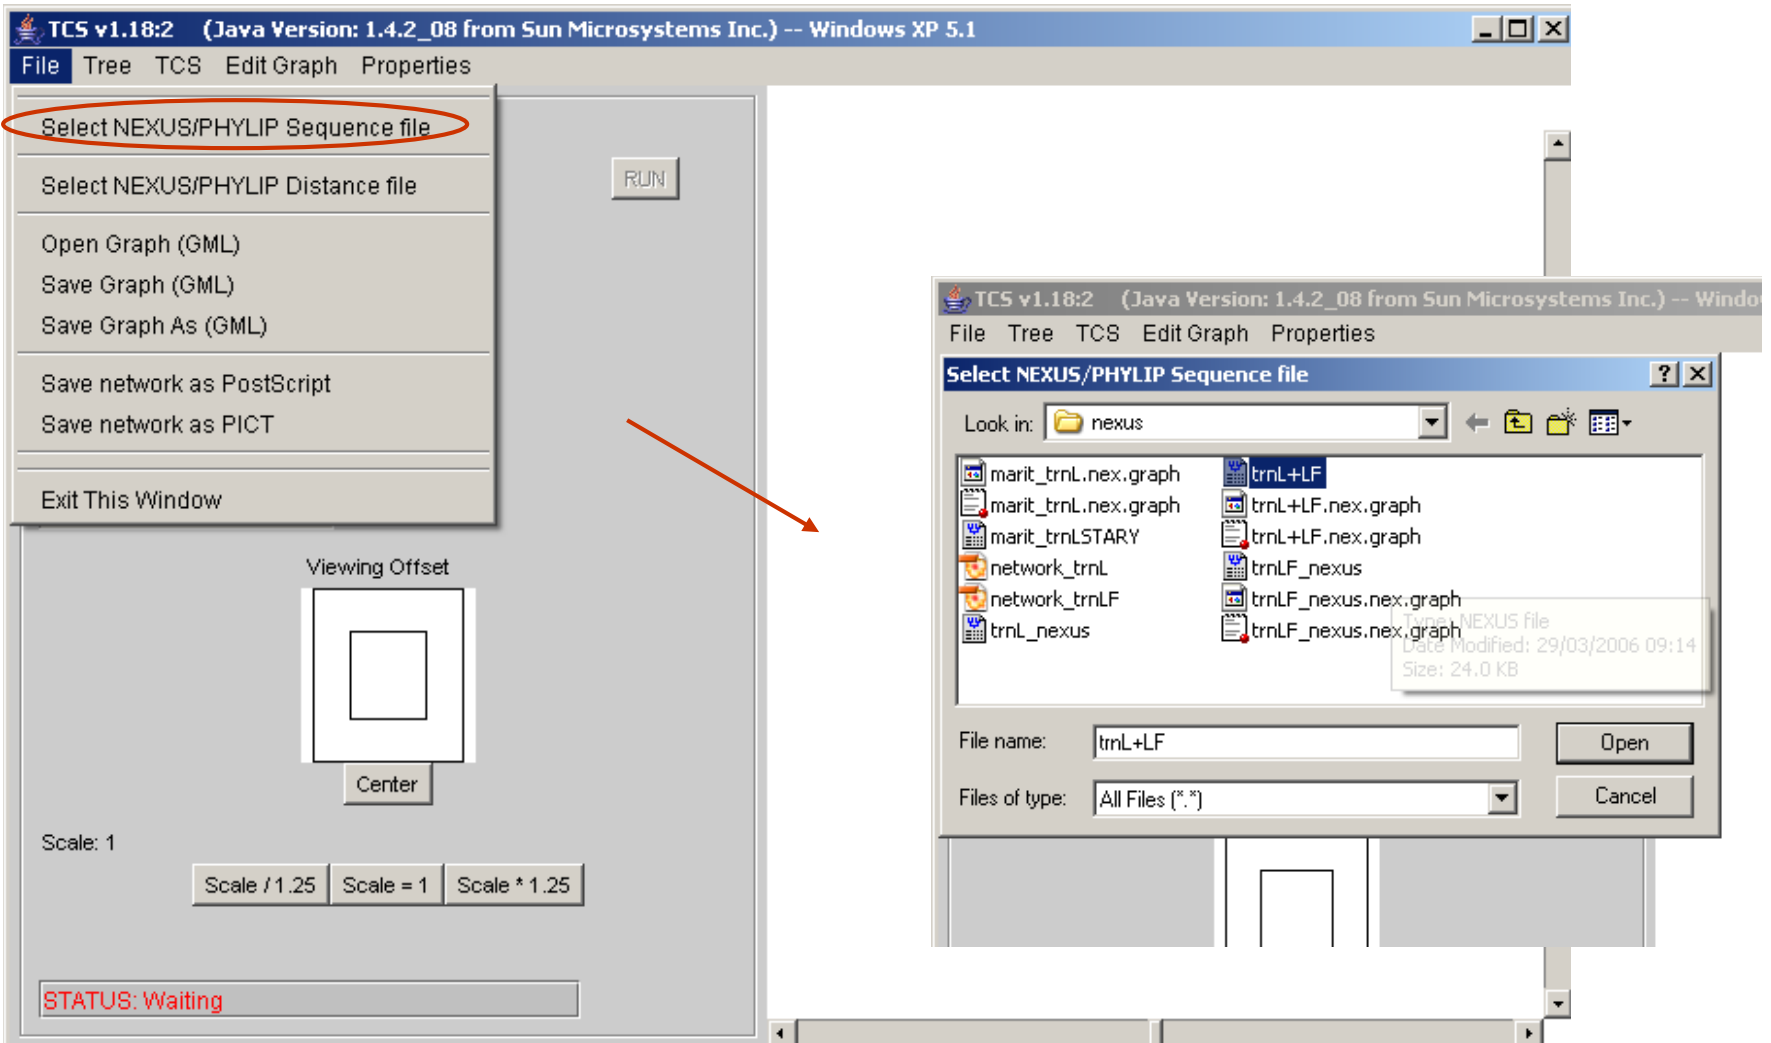 TCS v1.18:2 (Java Version: 1.4.2_08 from Sun Microsystems Inc.) -- Windows XP 5.1
File Tree TCS Edit Graph Properties
Select NEXUS/PHYLIP Sequence file
Select NEXUS/PHYLIP Distance file
Open Graph (GML)
Save Graph (GML)
Save Graph As (GML)
Save network as PostScript
Save network as PICT
Exit This Window
RUN
Viewing Offset
Center
Scale: 1
Scale / 1.25 Scale = 1 Scale * 1.25
STATUS: Waiting
TCS v1.18:2 (Java Version: 1.4.2_08 from Sun Microsystems Inc.) -- Windo
File Tree TCS Edit Graph Properties
Select NEXUS/PHYLIP Sequence file
Look in: nexus
marit_trnL.nex.graph
marit_trnL.nex.graph
marit_trnLSTARY
network_trnL
network_trnLF
trnL_nexus
trnL+LF
trnL+LF.nex.graph
trnL+LF.nex.graph
trnLF_nexus
trnLF_nexus.nex.graph
trnLF_nexus.nex.graph
Type: NEXUS file
Date Modified: 29/03/2006 09:14
Size: 24.0 KB
File name: trnL+LF
Open
Files of type: All Files (*.*)
Cancel